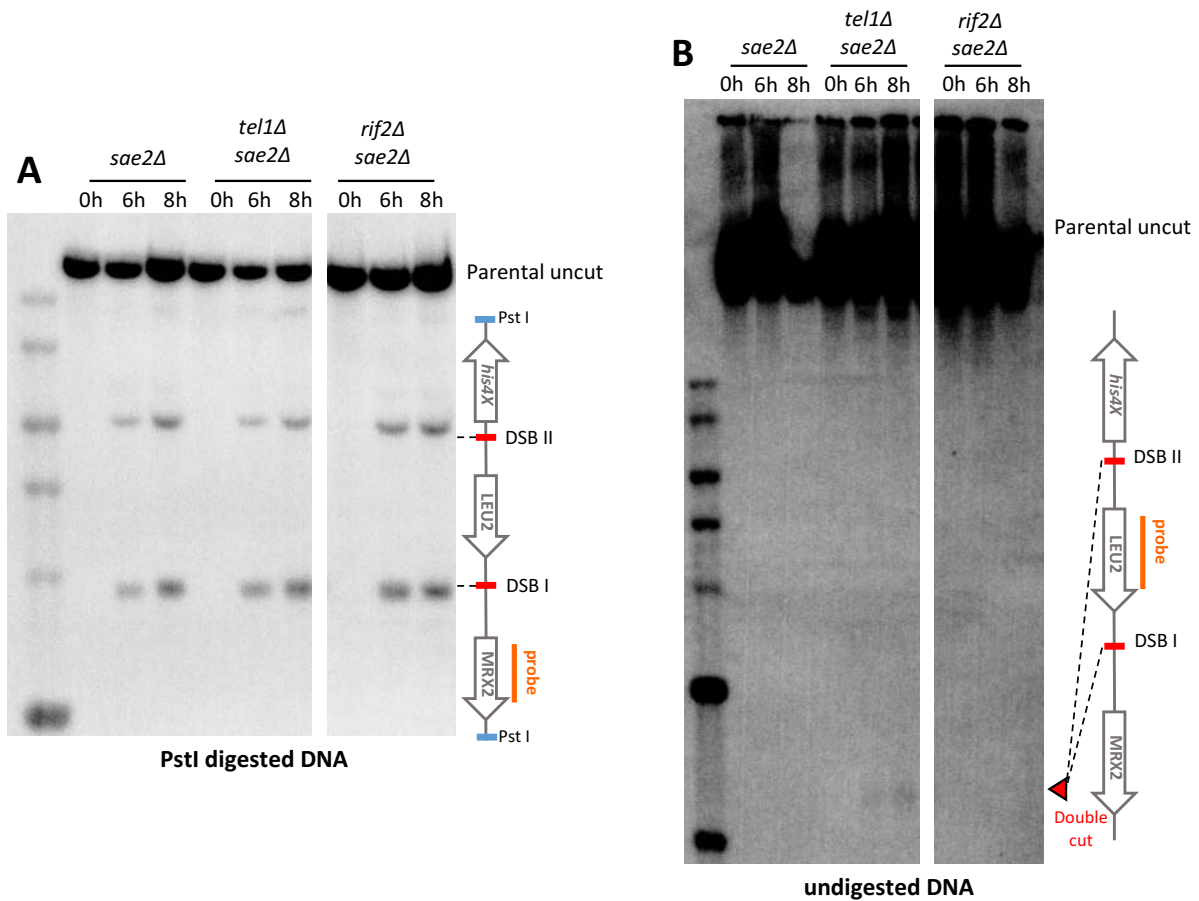 A
sae2Δ
tel1Δ
sae2Δ
rif2Δ
sae2Δ
0h 6h 8h 0h 6h 8h 0h 6h 8h
Parental uncut
Pst I
his4X
DSB II
LEU2
DSB I
MRX2
probe
Pst I
PstI digested DNA
B
sae2Δ
tel1Δ
sae2Δ
rif2Δ
sae2Δ
0h 6h 8h 0h 6h 8h 0h 6h 8h
Parental uncut
his4X
DSB II
LEU2
probe
DSB I
MRX2
Double
cut
undigested DNA